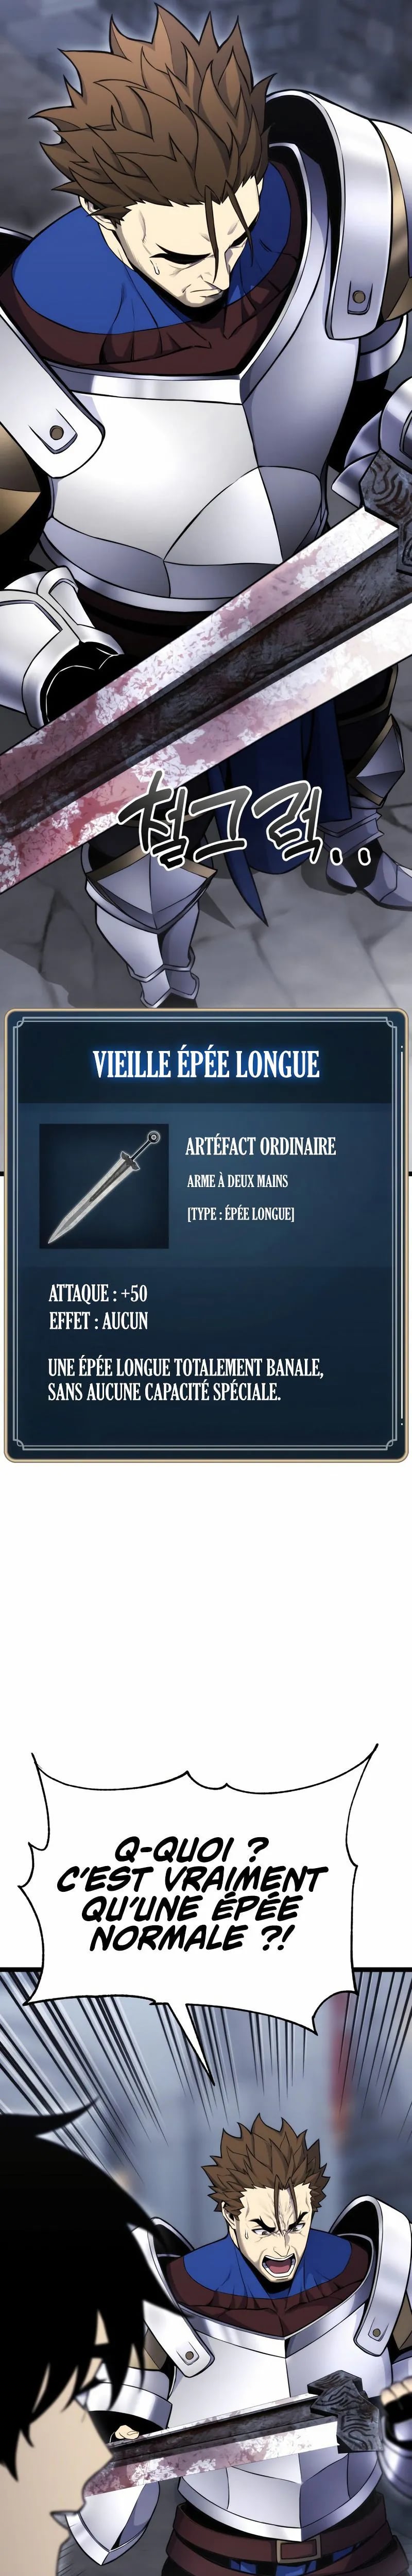 철그럭..
VIEILLE ÉPÉE LONGUE
ARTÉFACT ORDINAIRE
ARME À DEUX MAINS
[TYPE : ÉPÉE LONGUE]
ATTAQUE : +50
EFFET : AUCUN
UNE ÉPÉE LONGUE TOTALEMENT BANALE,
SANS AUCUNE CAPACITÉ SPÉCIALE.
Q-QUOI ?
C'EST VRAIMENT
QU'UNE ÉPÉE
NORMALE ?!